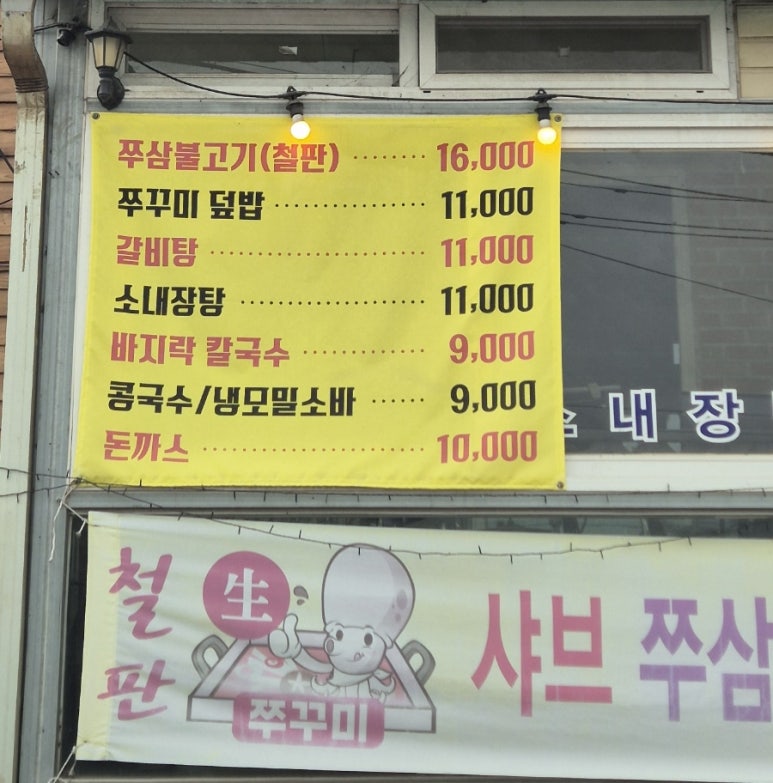 쭈삼불고기(철판) ········ 16,000
쭈꾸미 덮밥 ················ 11,000
갈비탕 ······················· 11,000
소내장탕 ···················· 11,000
바지락 칼국수 ············· 9,000
콩국수/냉모밀소바 ······ 9,000
돈까스 ························ 10,000
내장
철판
生
쭈꾸미
샤브 쭈삼